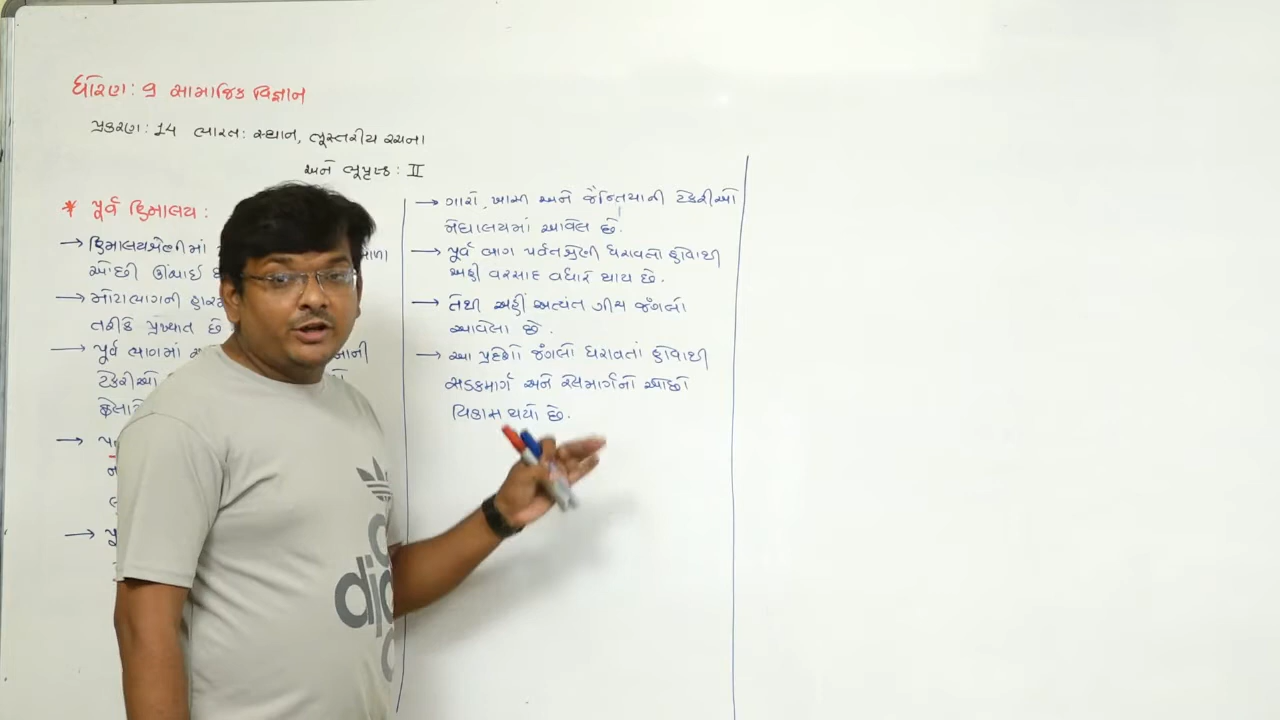 ધોરણ: 9 સામાજિક વિજ્ઞાન
પ્રકરણ: 14 ભારત: સ્થાન, ભૂસ્તરીય રચના
અને ભૂપૃષ્ઠ: II
* પૂર્વ હિમાલય:
→ હિમાલયશ્રેણીમાં
ઓછી ઊંચાઈ
→ મોટાભાગની
તરીકે પ્રખ્યાત છે
→ પૂર્વ ભાગમાં
ટેકરીઓ
ફેલાયે
→
→
→ ગારો, ખાસી અને જૈન્તિયાની ટેકરીઓ
મેઘાલયમાં આવેલ છે.
→ પૂર્વ ભાગ પર્વતશ્રેણી ધરાવતો હોવાથી
અહીં વરસાદ વધારે થાય છે.
→ તેથી અહીં અત્યંત ગીચ જંગલો
આવેલા છે.
→ આ પ્રદેશો જંગલો ધરાવતાં હોવાથી
સડકમાર્ગ અને રેલમાર્ગનો ઓછો
વિકાસ થયો છે.